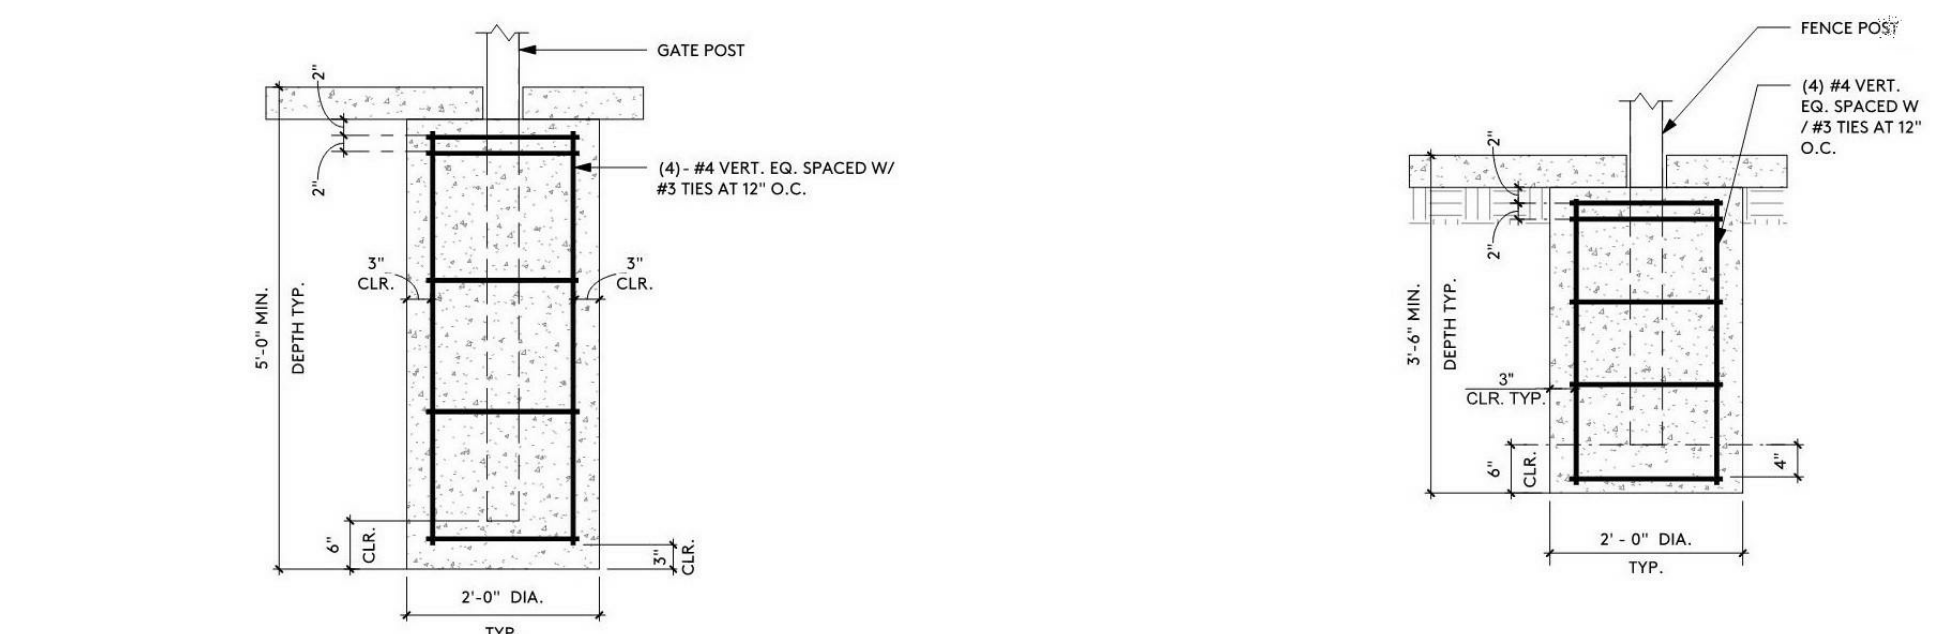 GATE POST
2"
2"
(4)- #4 VERT. EQ. SPACED W/
#3 TIES AT 12" O.C.
3"
CLR.
3"
CLR.
5'-0" MIN.
DEPTH TYP.
6"
CLR.
3"
CLR.
2'-0" DIA.
TYP.
FENCE POST
(4) #4 VERT.
EQ. SPACED W
/ #3 TIES AT 12"
O.C.
2"
2"
3'-6" MIN.
DEPTH TYP.
3"
CLR. TYP.
6"
CLR.
4"
2' - 0" DIA.
TYP.